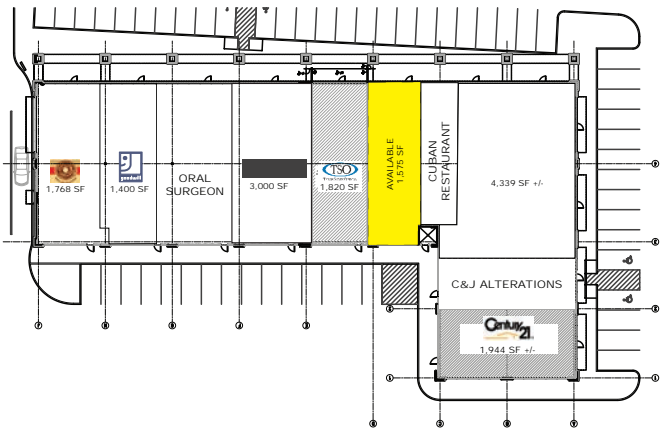 1,768 SF
goodwill
1,400 SF
ORAL
SURGEON
3,000 SF
TSO
1,820 SF
AVAILABLE
1,575 SF
CUBAN
RESTAURANT
4,339 SF +/-
C&J ALTERATIONS
Century 21
1,944 SF +/-